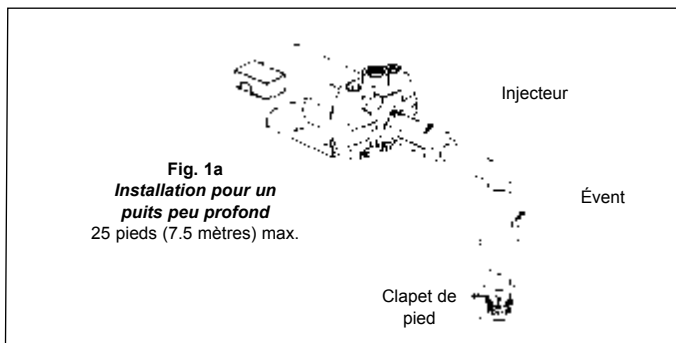 Injecteur
Fig. 1a
Installation pour un
puits peu profond
25 pieds (7.5 mètres) max.
Évent
Clapet de
pied